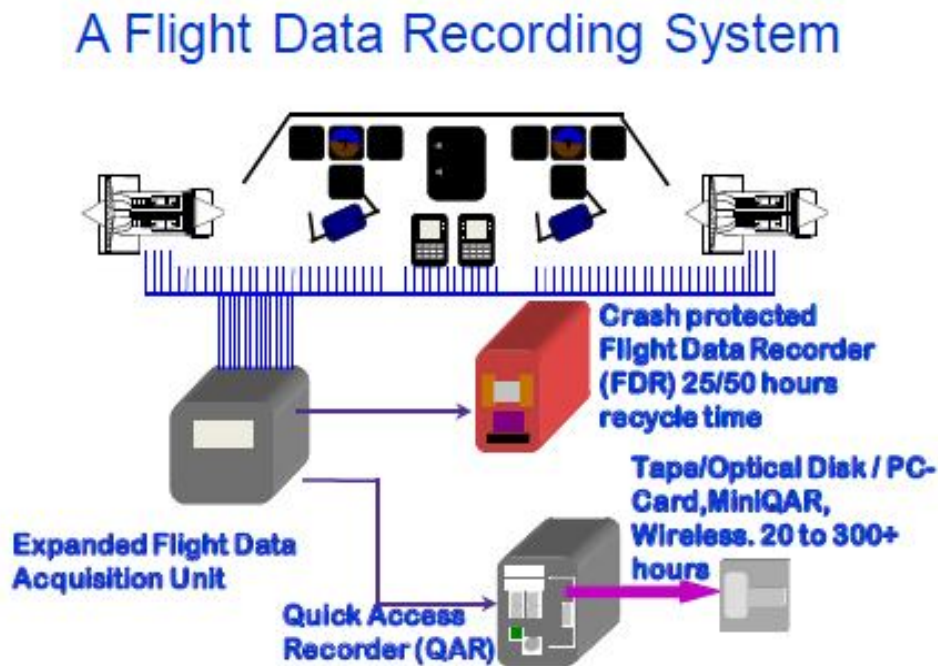 A Flight Data Recording System
Crash protected
Flight Data Recorder
(FDR) 25/50 hours
recycle time
Tape/Optical Disk / PC-
Card,MiniQAR,
Wireless. 20 to 300+
hours
Expanded Flight Data
Acquisition Unit
Quick Access
Recorder (QAR)